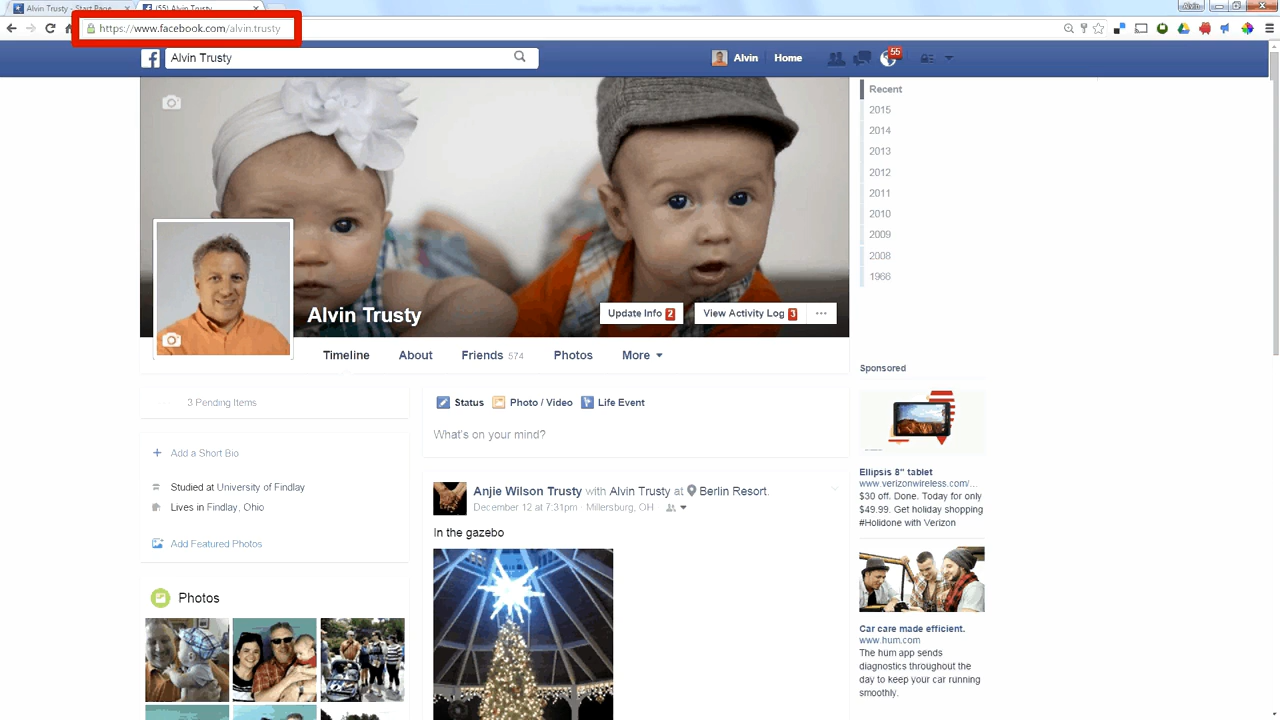 Alvin Trusty - Start Page
(55) Alvin Trusty
Alvin
https://www.facebook.com/alvin.trusty
Alvin Trusty
Alvin
Home
55
Recent
2015
2014
2013
2012
2011
2010
2009
2008
1966
Alvin Trusty
Update Info 2
View Activity Log 3
Timeline
About
Friends 574
Photos
More
3 Pending Items
Add a Short Bio
Studied at University of Findlay
Lives in Findlay, Ohio
Add Featured Photos
Photos
Status
Photo / Video
Life Event
What's on your mind?
Anjie Wilson Trusty with Alvin Trusty at Berlin Resort.
December 12 at 7:31pm · Millersburg, OH
In the gazebo
Sponsored
Ellipsis 8" tablet
www.verizonwireless.com/...
$30 off. Done. Today for only
$49.99. Get holiday shopping
#Holidone with Verizon
Car care made efficient.
www.hum.com
The hum app sends
diagnostics throughout the
day to keep your car running
smoothly.